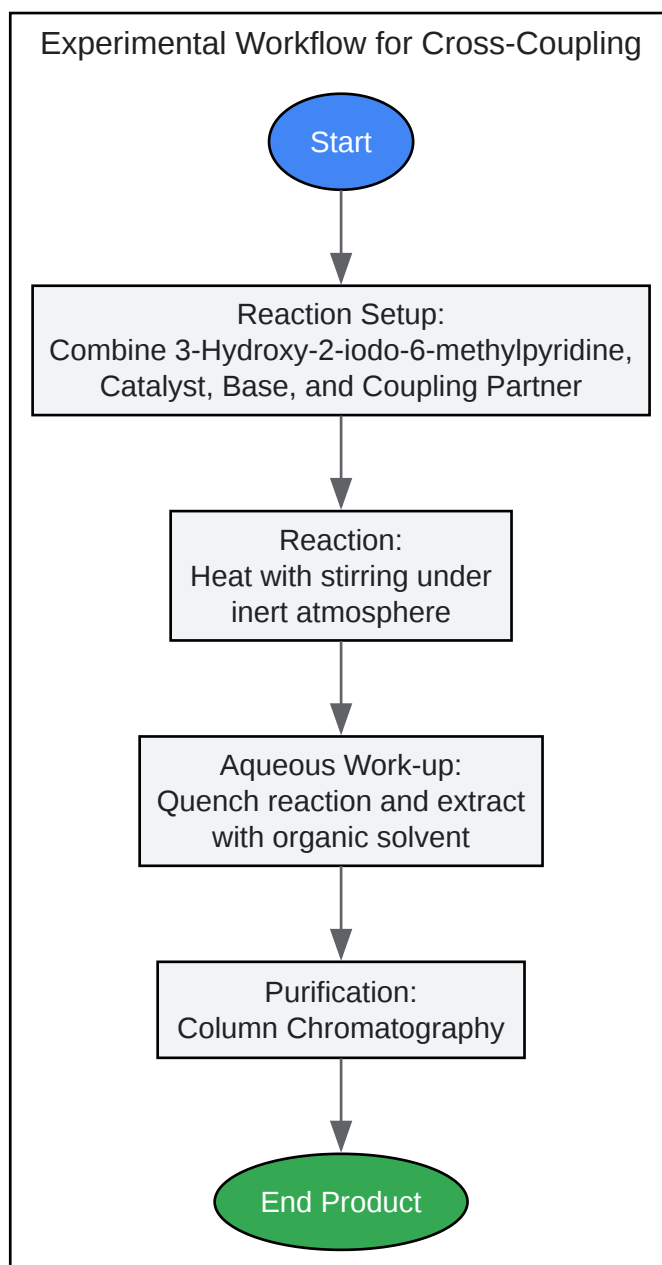 Experimental Workflow for Cross-Coupling
Start
Reaction Setup:
Combine 3-Hydroxy-2-iodo-6-methylpyridine,
Catalyst, Base, and Coupling Partner
Reaction:
Heat with stirring under
inert atmosphere
Aqueous Work-up:
Quench reaction and extract
with organic solvent
Purification:
Column Chromatography
End Product